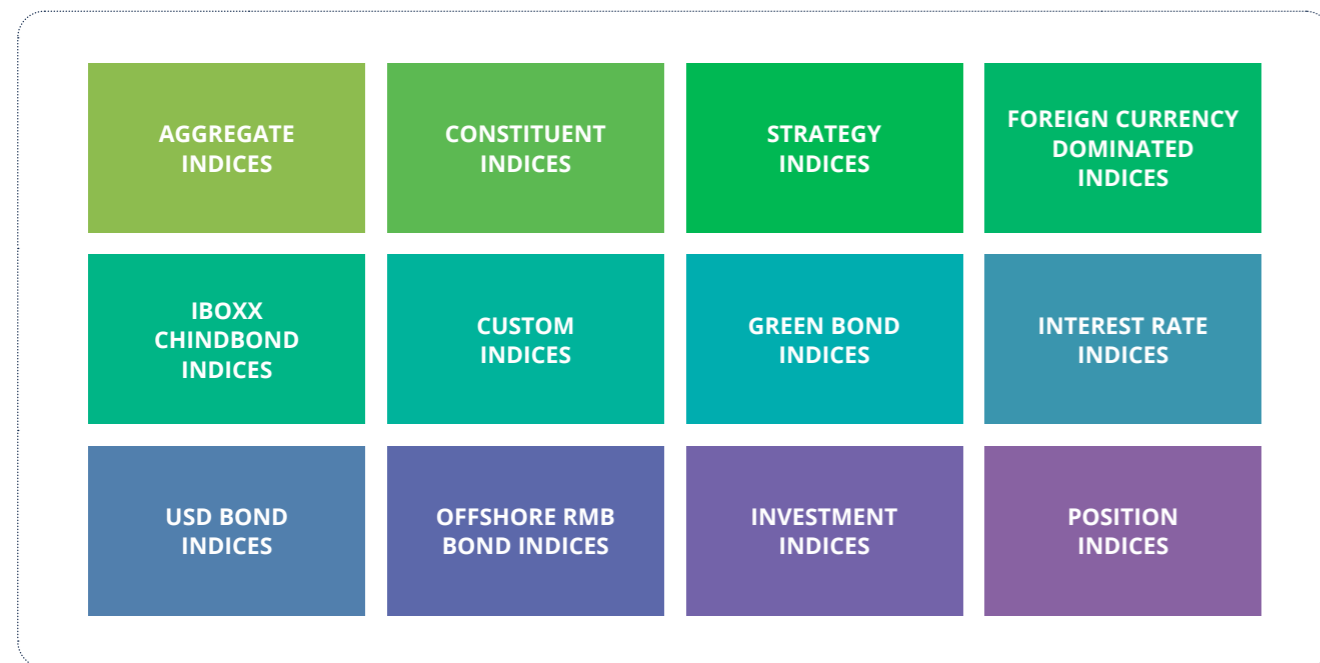 AGGREGATE
INDICES
CONSTITUENT
INDICES
STRATEGY
INDICES
FOREIGN CURRENCY
DOMINATED
INDICES
IBOXX
CHINDBOND
INDICES
CUSTOM
INDICES
GREEN BOND
INDICES
INTEREST RATE
INDICES
USD BOND
INDICES
OFFSHORE RMB
BOND INDICES
INVESTMENT
INDICES
POSITION
INDICES